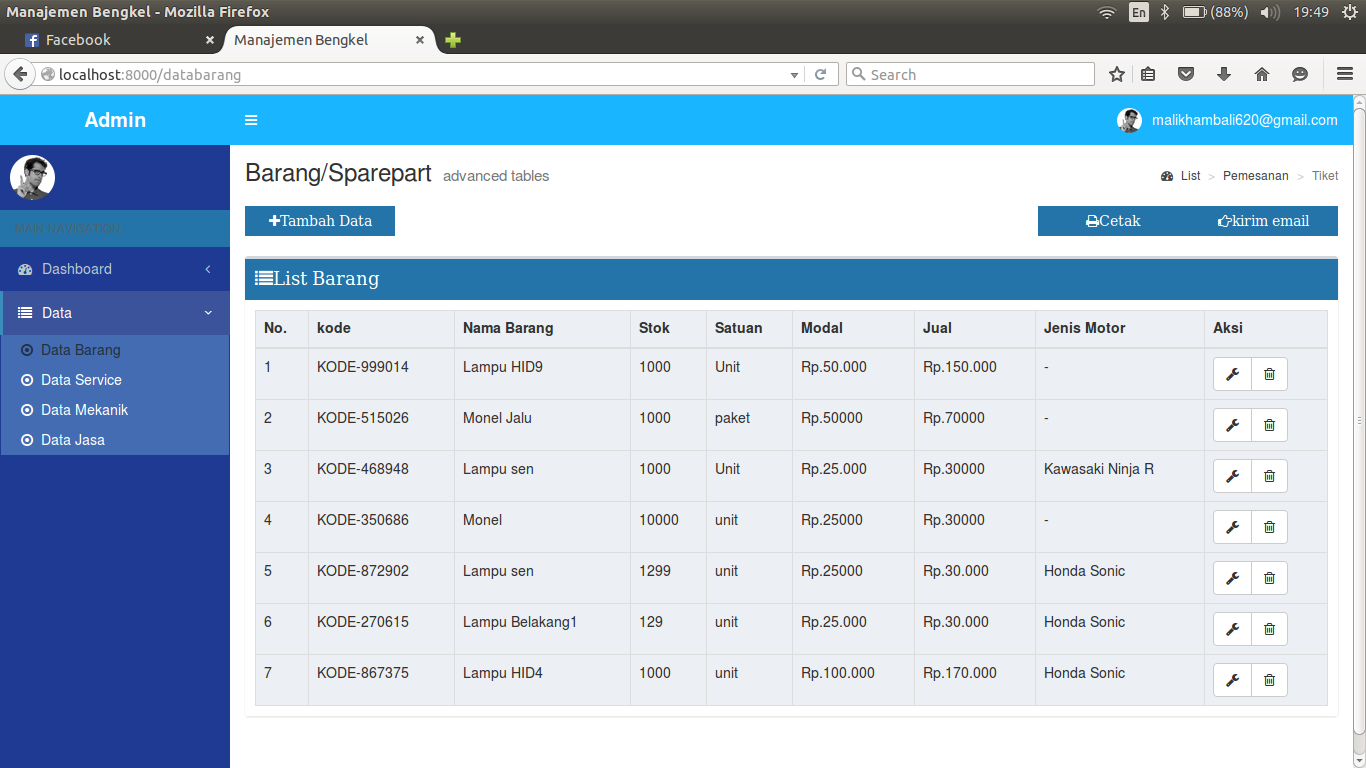 Manajemen Bengkel - Mozilla Firefox En (88%) 19:49
Facebook Manajemen Bengkel
localhost:8000/databarang Search
Admin malikhambali620@gmail.com
Barang/Sparepart advanced tables List > Pemesanan > Tiket
MAIN NAVIGATION
Tambah Data Cetak kirim email
Dashboard
Data
Data Barang
Data Service
Data Mekanik
Data Jasa
List Barang
No. kode Nama Barang Stok Satuan Modal Jual Jenis Motor Aksi
1 KODE-999014 Lampu HID9 1000 Unit Rp.50.000 Rp.150.000 -
2 KODE-515026 Monel Jalu 1000 paket Rp.50000 Rp.70000 -
3 KODE-468948 Lampu sen 1000 Unit Rp.25.000 Rp.30000 Kawasaki Ninja R
4 KODE-350686 Monel 10000 unit Rp.25000 Rp.30000 -
5 KODE-872902 Lampu sen 1299 unit Rp.25000 Rp.30.000 Honda Sonic
6 KODE-270615 Lampu Belakang1 129 unit Rp.25.000 Rp.30.000 Honda Sonic
7 KODE-867375 Lampu HID4 1000 unit Rp.100.000 Rp.170.000 Honda Sonic